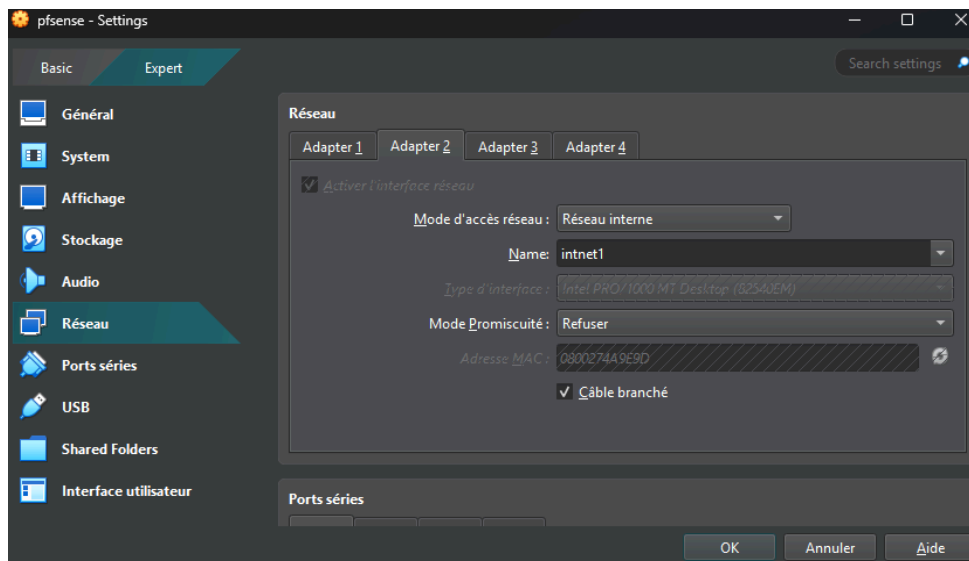 pfsense - Settings
Basic
Expert
Search settings
Général
System
Affichage
Stockage
Audio
Réseau
Ports séries
USB
Shared Folders
Interface utilisateur
Réseau
Adapter 1
Adapter 2
Adapter 3
Adapter 4
Activer l'interface réseau
Mode d'accès réseau : Réseau interne
Name: intnet1
Type d'interface : Intel PRO/1000 MT Desktop (82540EM)
Mode Promiscuité : Refuser
Adresse MAC : 0800274A9E9D
Câble branché
Ports séries
OK
Annuler
Aide